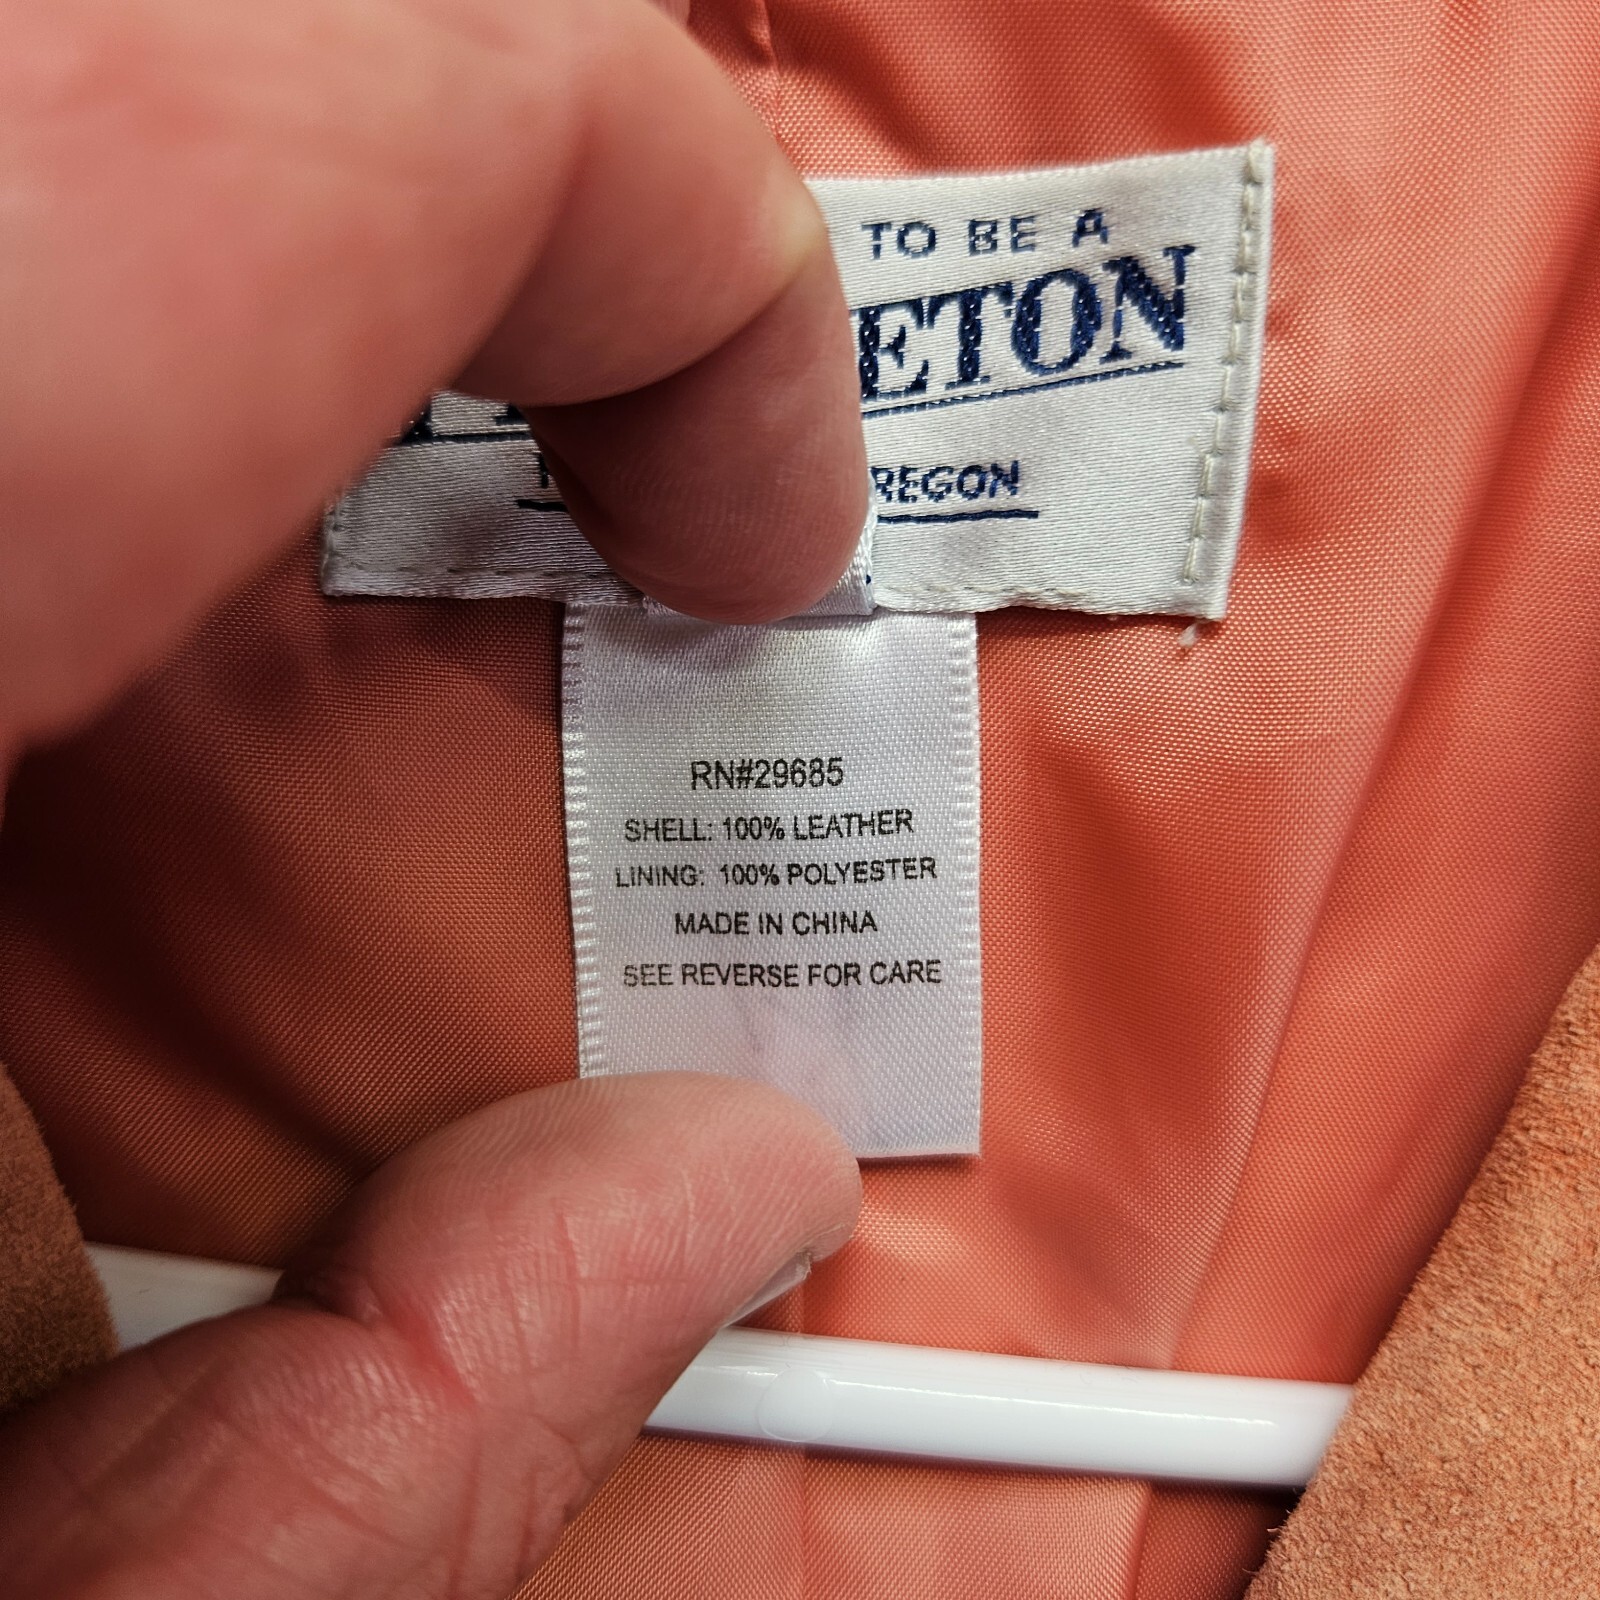 TO BE A
ETON
REGON
RN#29685
SHELL: 100% LEATHER
LINING: 100% POLYESTER
MADE IN CHINA
SEE REVERSE FOR CARE